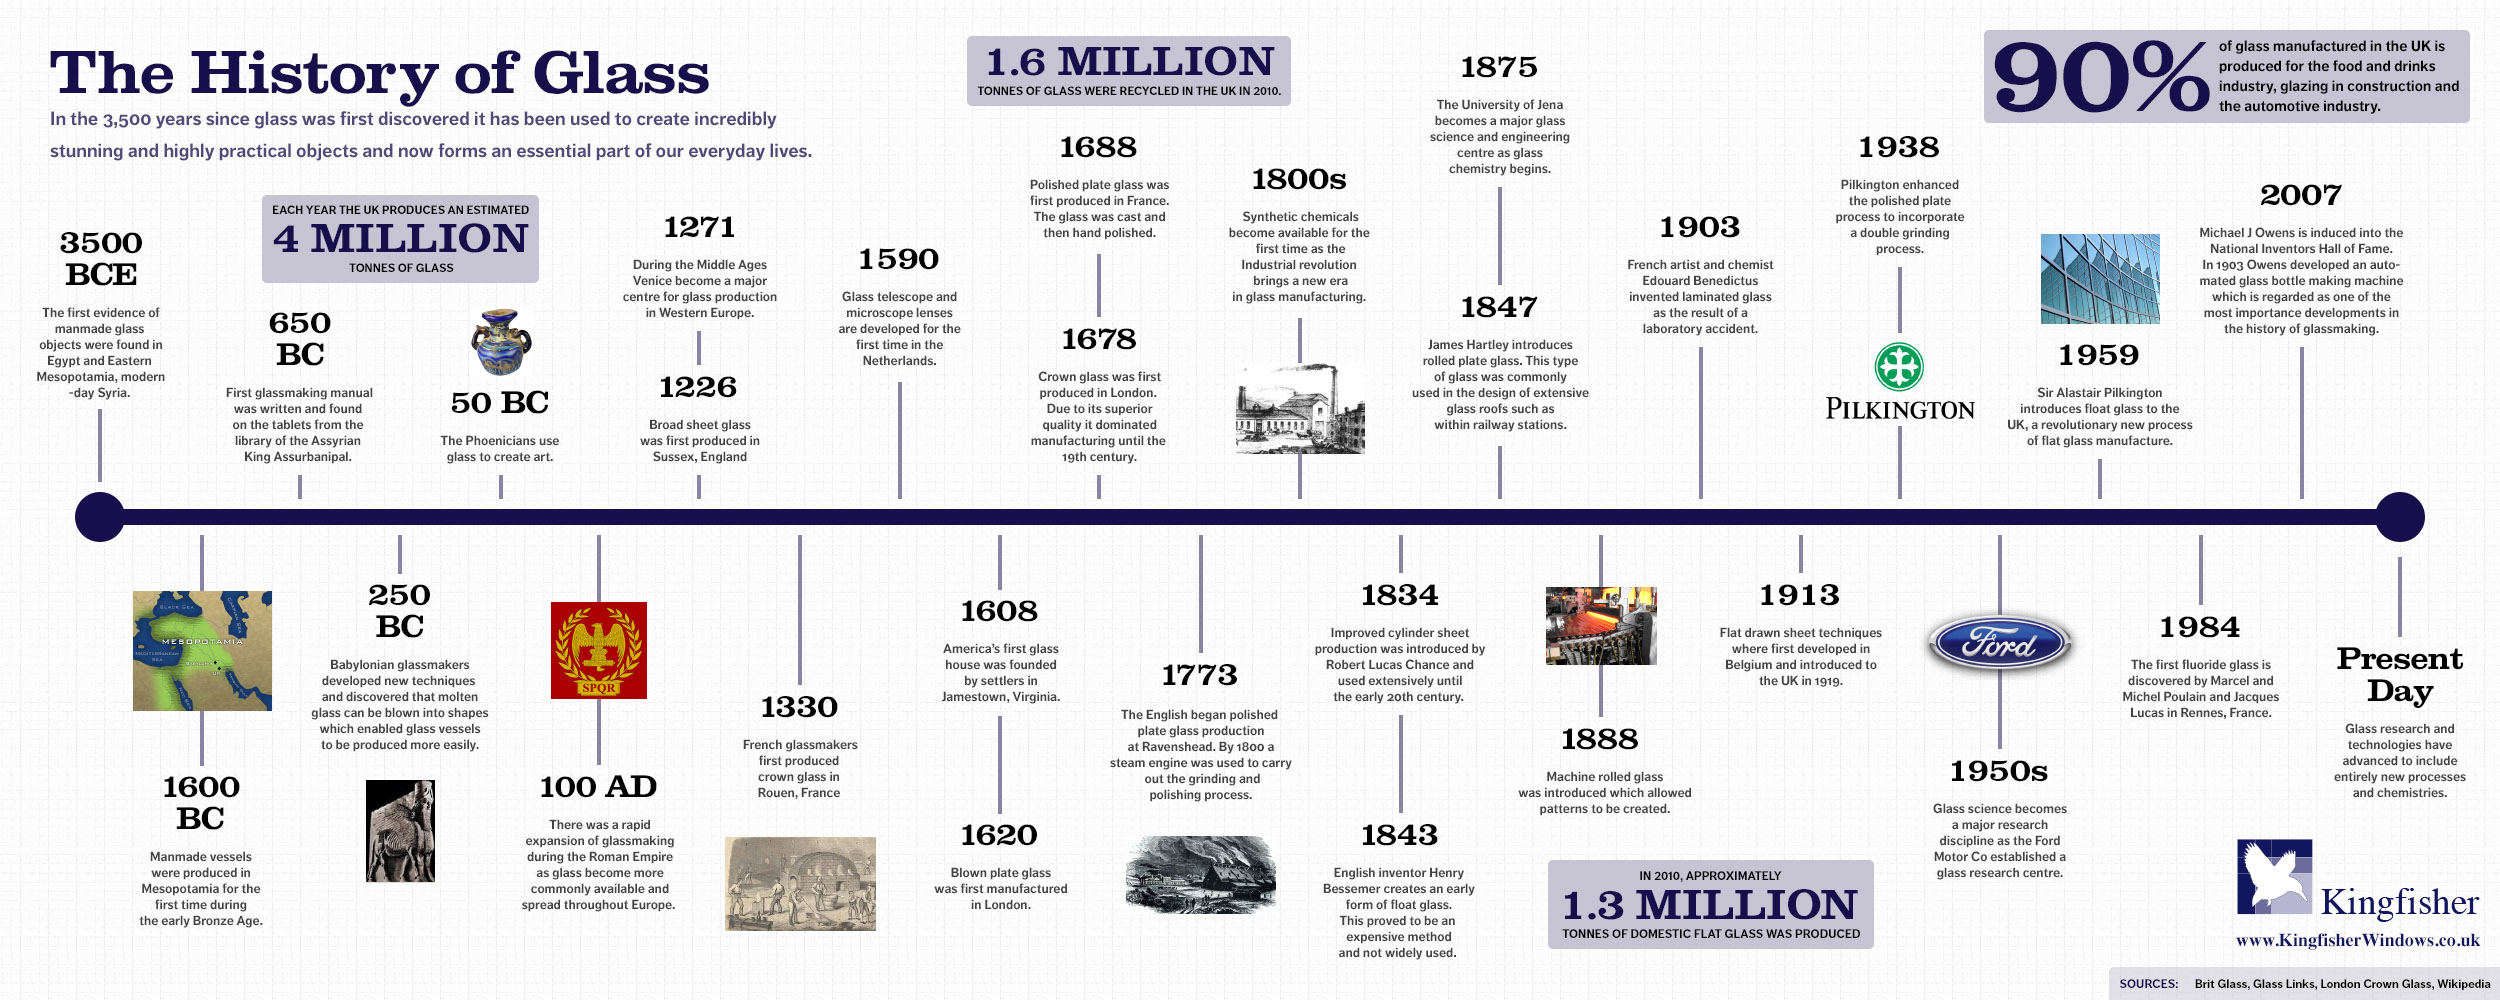 The History of Glass
In the 3,500 years since glass was first discovered it has been used to create incredibly
stunning and highly practical objects and now forms an essential part of our everyday lives.
1.6 MILLION
TONNES OF GLASS WERE RECYCLED IN THE UK IN 2010.
90%
of glass manufactured in the UK is
produced for the food and drinks
industry, glazing in construction and
the automotive industry.
EACH YEAR THE UK PRODUCES AN ESTIMATED
4 MILLION
TONNES OF GLASS
3500
BCE
The first evidence of
manmade glass
objects were found in
Egypt and Eastern
Mesopotamia, modern
-day Syria.
650
BC
First glassmaking manual
was written and found
on the tablets from the
library of the Assyrian
King Assurbanipal.
50 BC
The Phoenicians use
glass to create art.
1271
During the Middle Ages
Venice become a major
centre for glass production
in Western Europe.
1226
Broad sheet glass
was first produced in
Sussex, England
1590
Glass telescope and
microscope lenses
are developed for the
first time in the
Netherlands.
1688
Polished plate glass was
first produced in France.
The glass was cast and
then hand polished.
1678
Crown glass was first
produced in London.
Due to its superior
quality it dominated
manufacturing until the
19th century.
1800s
Synthetic chemicals
become available for the
first time as the
Industrial revolution
brings a new era
in glass manufacturing.
1875
The University of Jena
becomes a major glass
science and engineering
centre as glass
chemistry begins.
1847
James Hartley introduces
rolled plate glass. This type
of glass was commonly
used in the design of extensive
glass roofs such as
within railway stations.
1903
French artist and chemist
Edouard Benedictus
invented laminated glass
as the result of a
laboratory accident.
1938
Pilkington enhanced
the polished plate
process to incorporate
a double grinding
process.
PILKINGTON
1959
Sir Alastair Pilkington
introduces float glass to the
UK, a revolutionary new process
of flat glass manufacture.
2007
Michael J Owens is induced into the
National Inventors Hall of Fame.
In 1903 Owens developed an auto-
mated glass bottle making machine
which is regarded as one of the
most importance developments in
the history of glassmaking.
BLACK SEA
CASPIAN SEA
MESOPOTAMIA
MEDITERRANEAN
SEA
BABYLON
UR
1600
BC
Manmade vessels
were produced in
Mesopotamia for the
first time during
the early Bronze Age.
250
BC
Babylonian glassmakers
developed new techniques
and discovered that molten
glass can be blown into shapes
which enabled glass vessels
to be produced more easily.
SPQR
100 AD
There was a rapid
expansion of glassmaking
during the Roman Empire
as glass become more
commonly available and
spread throughout Europe.
1330
French glassmakers
first produced
crown glass in
Rouen, France
1608
America's first glass
house was founded
by settlers in
Jamestown, Virginia.
1620
Blown plate glass
was first manufactured
in London.
1773
The English began polished
plate glass production
at Ravenshead. By 1800 a
steam engine was used to carry
out the grinding and
polishing process.
1834
Improved cylinder sheet
production was introduced by
Robert Lucas Chance and
used extensively until
the early 20th century.
1843
English inventor Henry
Bessemer creates an early
form of float glass.
This proved to be an
expensive method
and not widely used.
1888
Machine rolled glass
was introduced which allowed
patterns to be created.
IN 2010, APPROXIMATELY
1.3 MILLION
TONNES OF DOMESTIC FLAT GLASS WAS PRODUCED
1913
Flat drawn sheet techniques
where first developed in
Belgium and introduced to
the UK in 1919.
Ford
1950s
Glass science becomes
a major research
discipline as the Ford
Motor Co established a
glass research centre.
1984
The first fluoride glass is
discovered by Marcel and
Michel Poulain and Jacques
Lucas in Rennes, France.
Present
Day
Glass research and
technologies have
advanced to include
entirely new processes
and chemistries.
Kingfisher
www.KingfisherWindows.co.uk
SOURCES: Brit Glass, Glass Links, London Crown Glass, Wikipedia